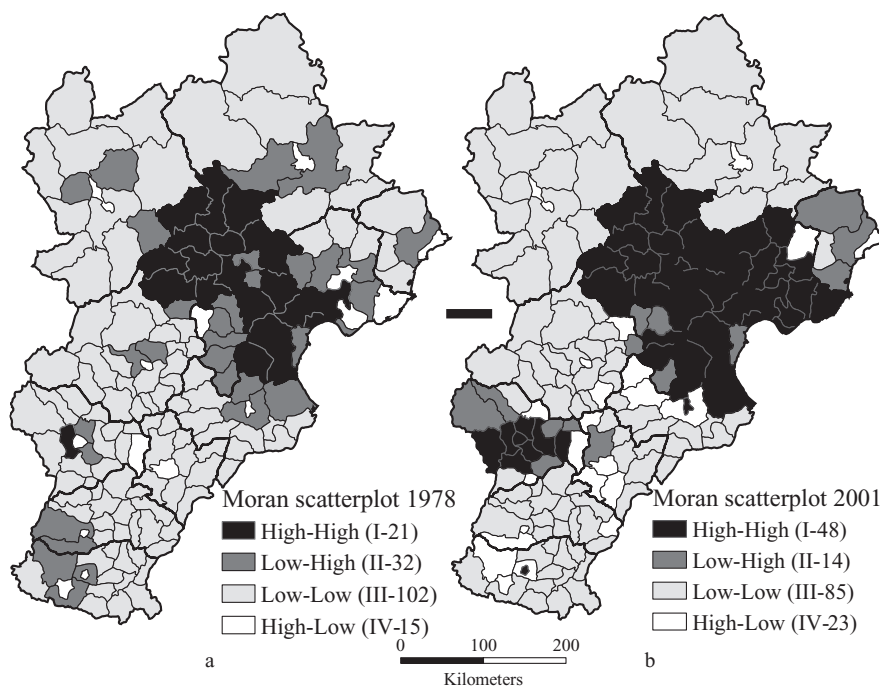 Moran scatterplot 1978
High-High (I-21)
Low-High (II-32)
Low-Low (III-102)
High-Low (IV-15)
a
Moran scatterplot 2001
High-High (I-48)
Low-High (II-14)
Low-Low (III-85)
High-Low (IV-23)
b
0 100 200
Kilometers